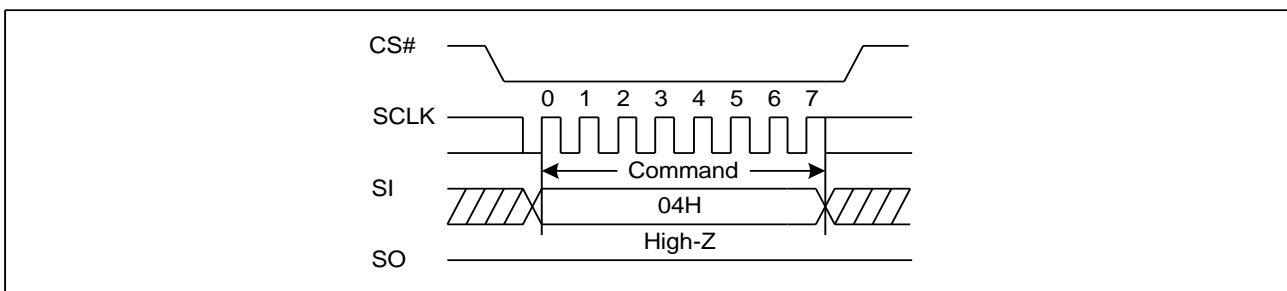 CS#
0 1 2 3 4 5 6 7
SCLK
Command
SI
04H
High-Z
SO